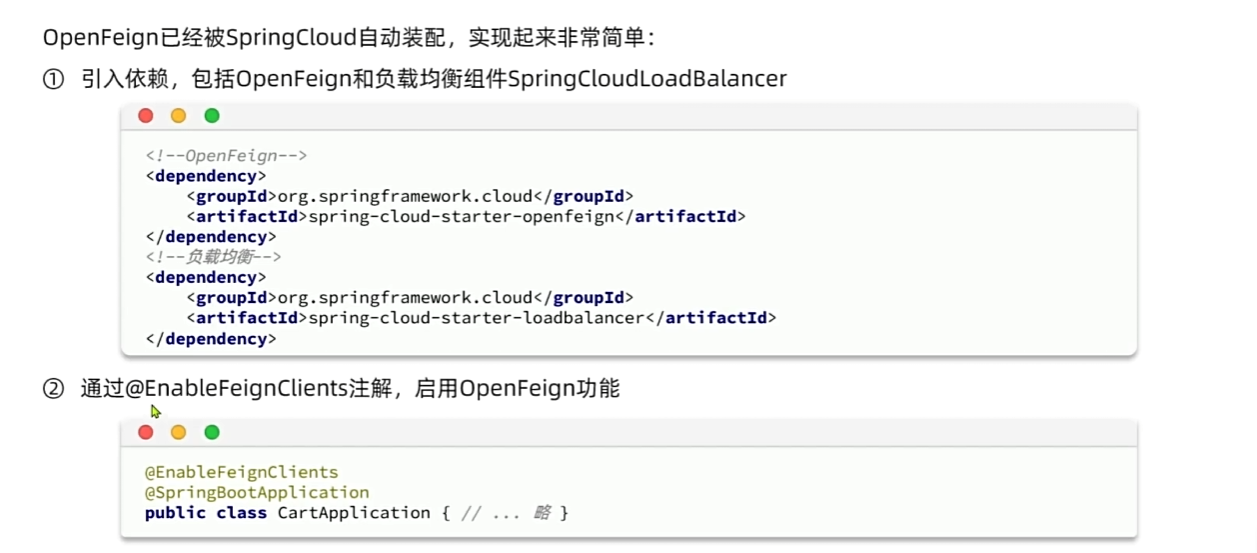 OpenFeign已经被SpringCloud自动装配，实现起来非常简单：
① 引入依赖，包括OpenFeign和负载均衡组件SpringCloudLoadBalancer
<!--OpenFeign-->
<dependency>
    <groupId>org.springframework.cloud</groupId>
    <artifactId>spring-cloud-starter-openfeign</artifactId>
</dependency>
<!--负载均衡-->
<dependency>
    <groupId>org.springframework.cloud</groupId>
    <artifactId>spring-cloud-starter-loadbalancer</artifactId>
</dependency>
② 通过@EnableFeignClients注解，启用OpenFeign功能
@EnableFeignClients
@SpringBootApplication
public class CartApplication { // ... 略 }